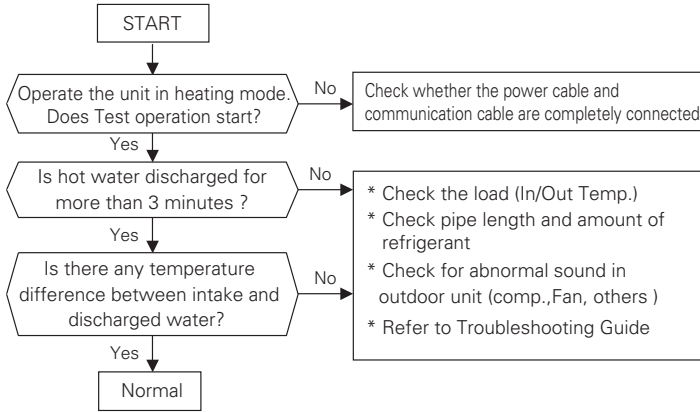 START
Operate the unit in heating mode.
Does Test operation start?
No
Check whether the power cable and
communication cable are completely connected
Yes
Is hot water discharged for
more than 3 minutes ?
No
* Check the load (In/Out Temp.)
* Check pipe length and amount of
refrigerant
* Check for abnormal sound in
outdoor unit (comp.,Fan, others )
* Refer to Troubleshooting Guide
Yes
Is there any temperature
difference between intake and
discharged water?
No
Yes
Normal